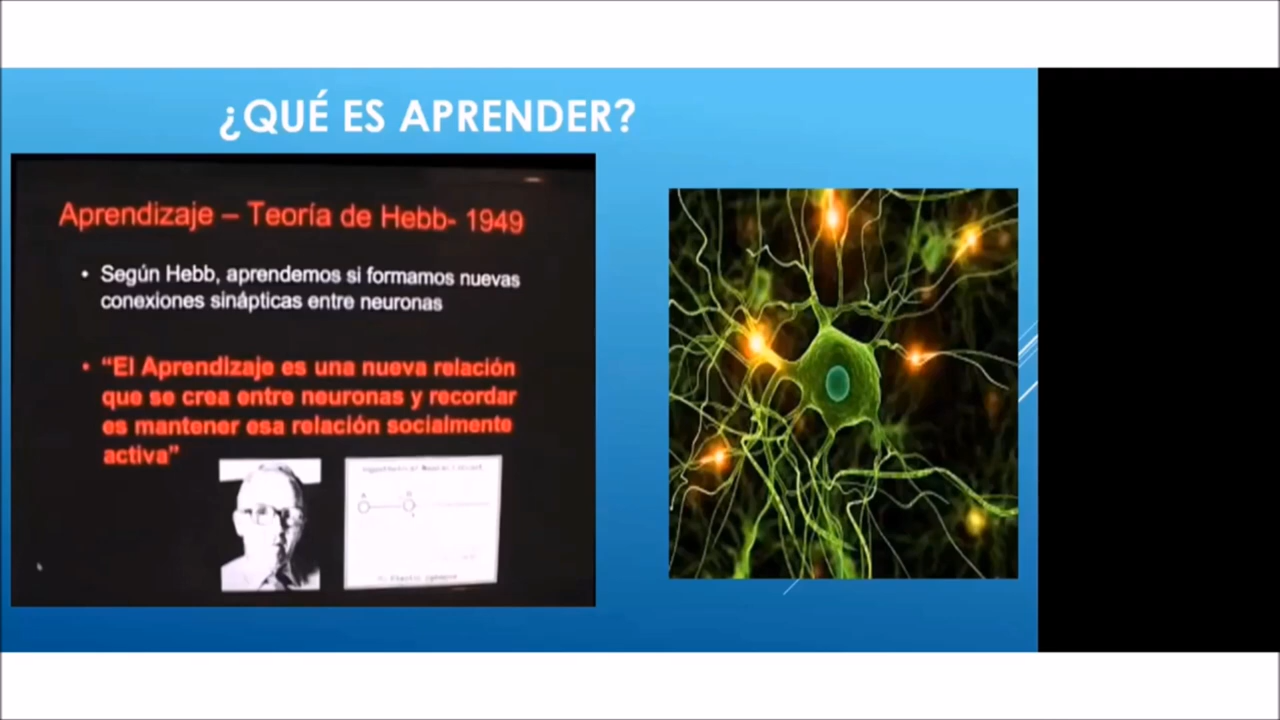 ¿QUÉ ES APRENDER?
Aprendizaje – Teoría de Hebb- 1949
• Según Hebb, aprendemos si formamos nuevas
conexiones sinápticas entre neuronas
• “El Aprendizaje es una nueva relación
que se crea entre neuronas y recordar
es mantener esa relación socialmente
activa”
A